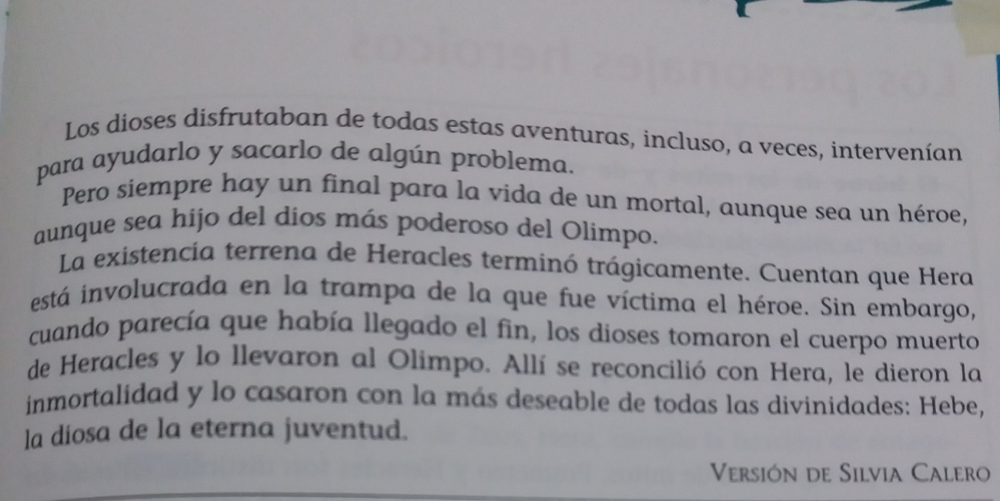 Los personajes heroicos
Los dioses disfrutaban de todas estas aventuras, incluso, a veces, intervenían
para ayudarlo y sacarlo de algún problema.
Pero siempre hay un final para la vida de un mortal, aunque sea un héroe,
aunque sea hijo del dios más poderoso del Olimpo.
La existencia terrena de Heracles terminó trágicamente. Cuentan que Hera
está involucrada en la trampa de la que fue víctima el héroe. Sin embargo,
cuando parecía que había llegado el fin, los dioses tomaron el cuerpo muerto
de Heracles y lo llevaron al Olimpo. Allí se reconcilió con Hera, le dieron la
inmortalidad y lo casaron con la más deseable de todas las divinidades: Hebe,
la diosa de la eterna juventud.
Versión de Silvia Calero